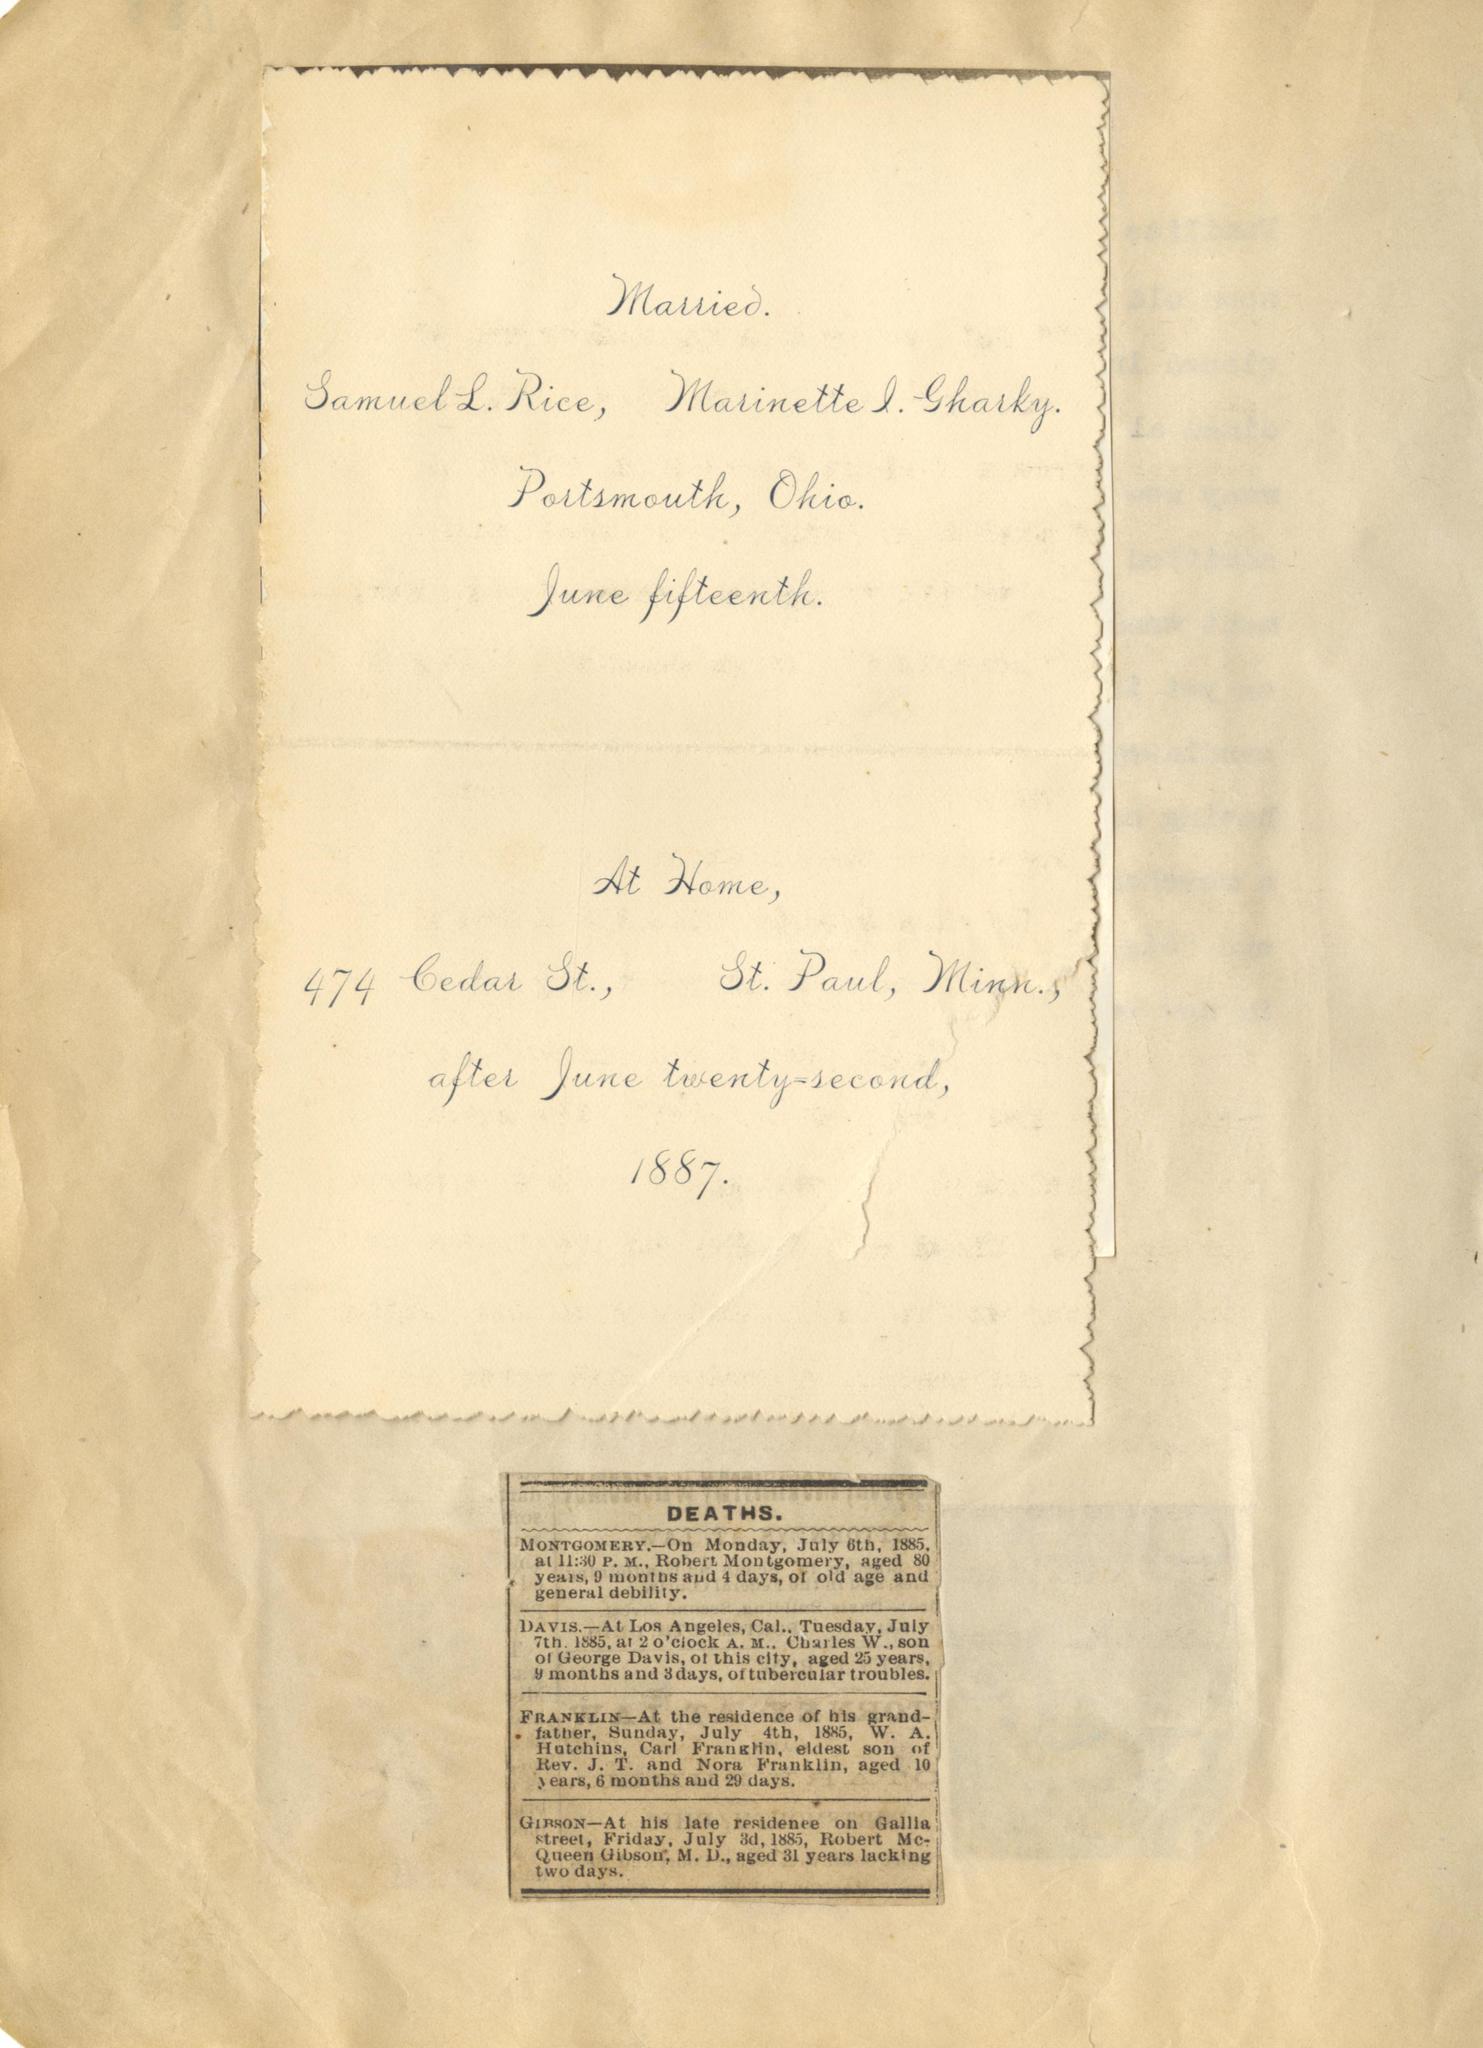 Married.
Samuel L. Rice, Marinette I. Gharky.
Portsmouth, Ohio.
June fifteenth.
At Home,
474 Cedar St., St. Paul, Minn.,
after June twenty=second,
1887.
DEATHS.
MONTGOMERY.—On Monday, July 6th, 1885,
at 11:30 P. M., Robert Montgomery, aged 80
years, 9 months and 4 days, of old age and
general debility.
DAVIS.—At Los Angeles, Cal., Tuesday, July
7th, 1885, at 2 o'clock A. M., Charles W., son
of George Davis, of this city, aged 25 years,
9 months and 3 days, of tubercular troubles.
FRANKLIN—At the residence of his grand-
father, Sunday, July 4th, 1885, W. A.
Hutchins, Carl Franklin, eldest son of
Rev. J. T. and Nora Franklin, aged 10
years, 6 months and 29 days.
GIBSON—At his late residence on Gallia
street, Friday, July 3d, 1885, Robert Mc-
Queen Gibson, M. D., aged 31 years lacking
two days.